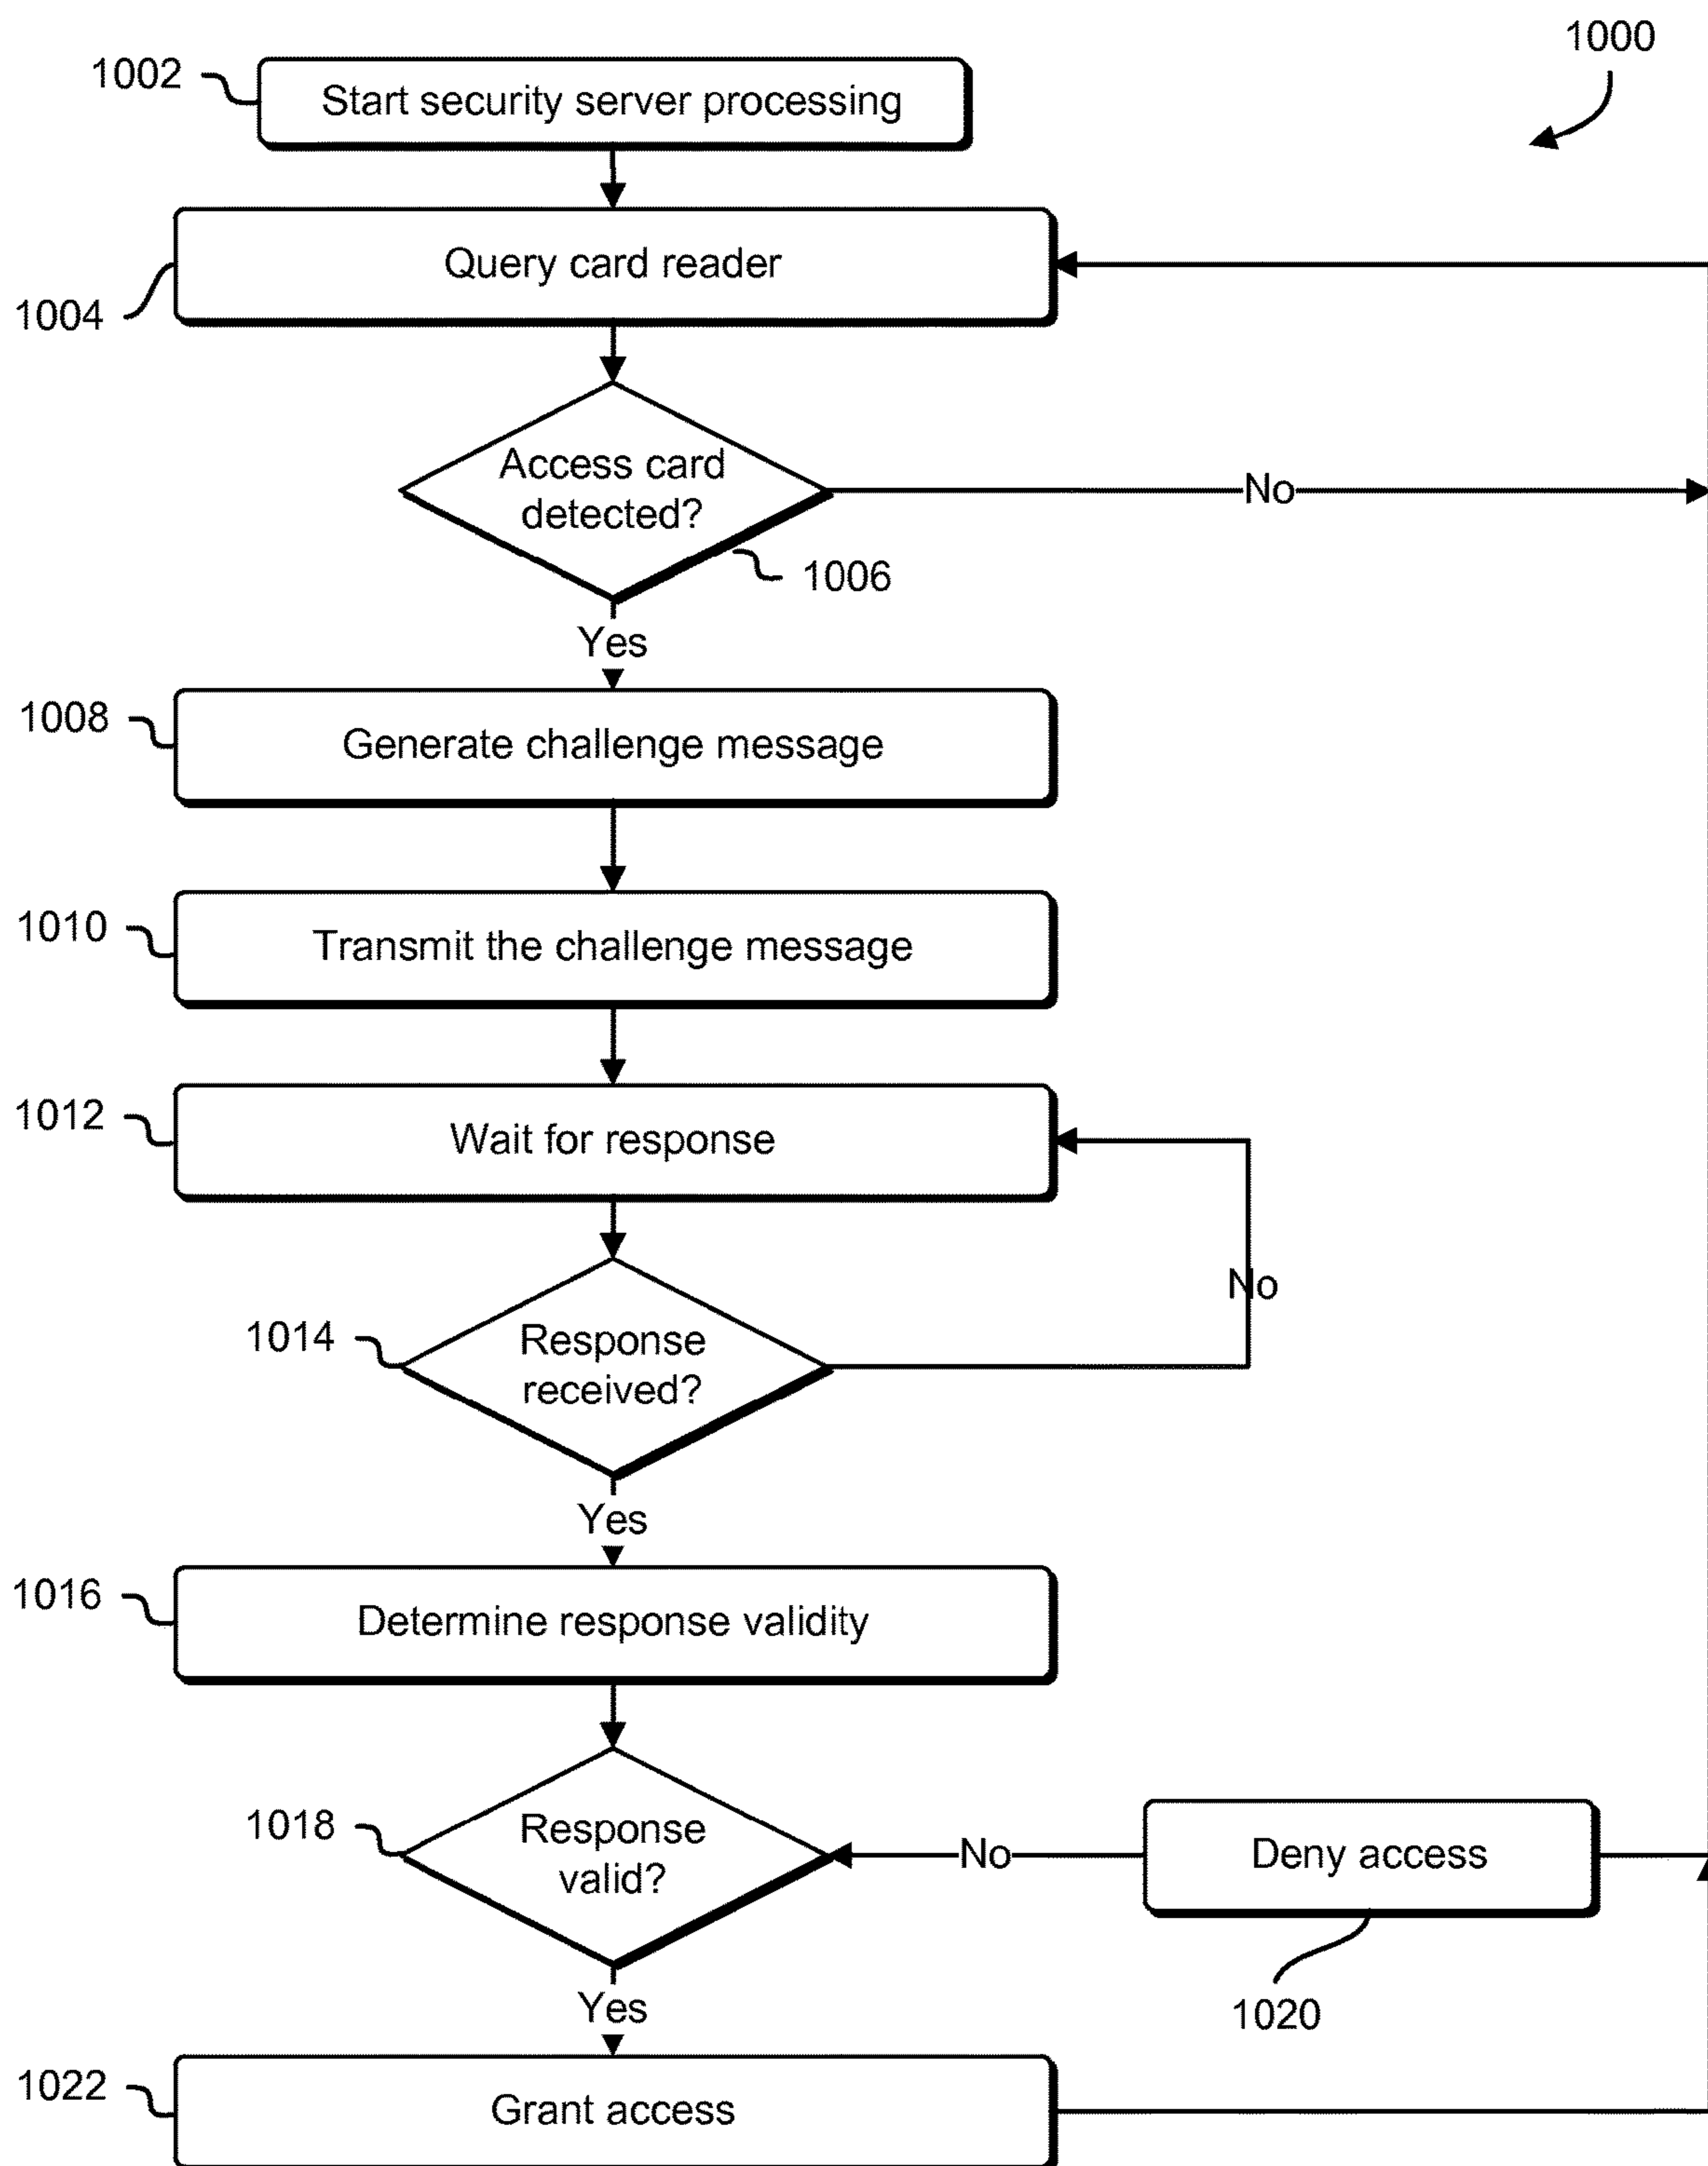 1000
1002
Start security server processing
Query card reader
1004
Access card
detected?
No
1006
Yes
1008
Generate challenge message
1010
Transmit the challenge message
1012
Wait for response
No
1014
Response
received?
Yes
1016
Determine response validity
1018
Response
valid?
No
Deny access
1020
Yes
1022
Grant access